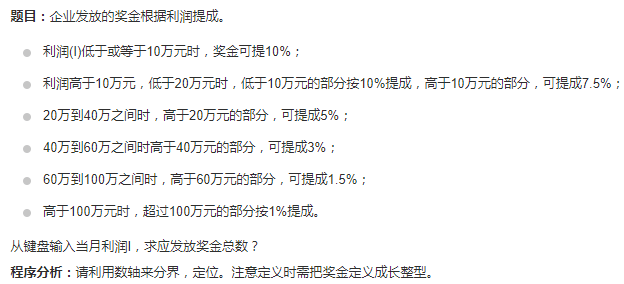 题目：企业发放的奖金根据利润提成。
利润(I)低于或等于10万元时，奖金可提10%；
利润高于10万元，低于20万元时，低于10万元的部分按10%提成，高于10万元的部分，可提成7.5%；
20万到40万之间时，高于20万元的部分，可提成5%；
40万到60万之间时高于40万元的部分，可提成3%；
60万到100万之间时，高于60万元的部分，可提成1.5%；
高于100万元时，超过100万元的部分按1%提成。
从键盘输入当月利润I，求应发放奖金总数？
程序分析：请利用数轴来分界，定位。注意定义时需把奖金定义成长整型。